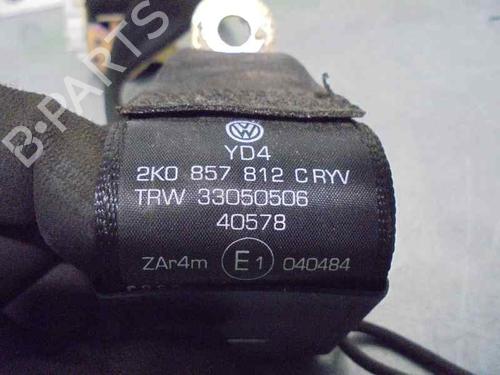 B-PARTS
YD4
2K0 857 812 C RYV
TRW 33050506
40578
ZAr4m E1 040484